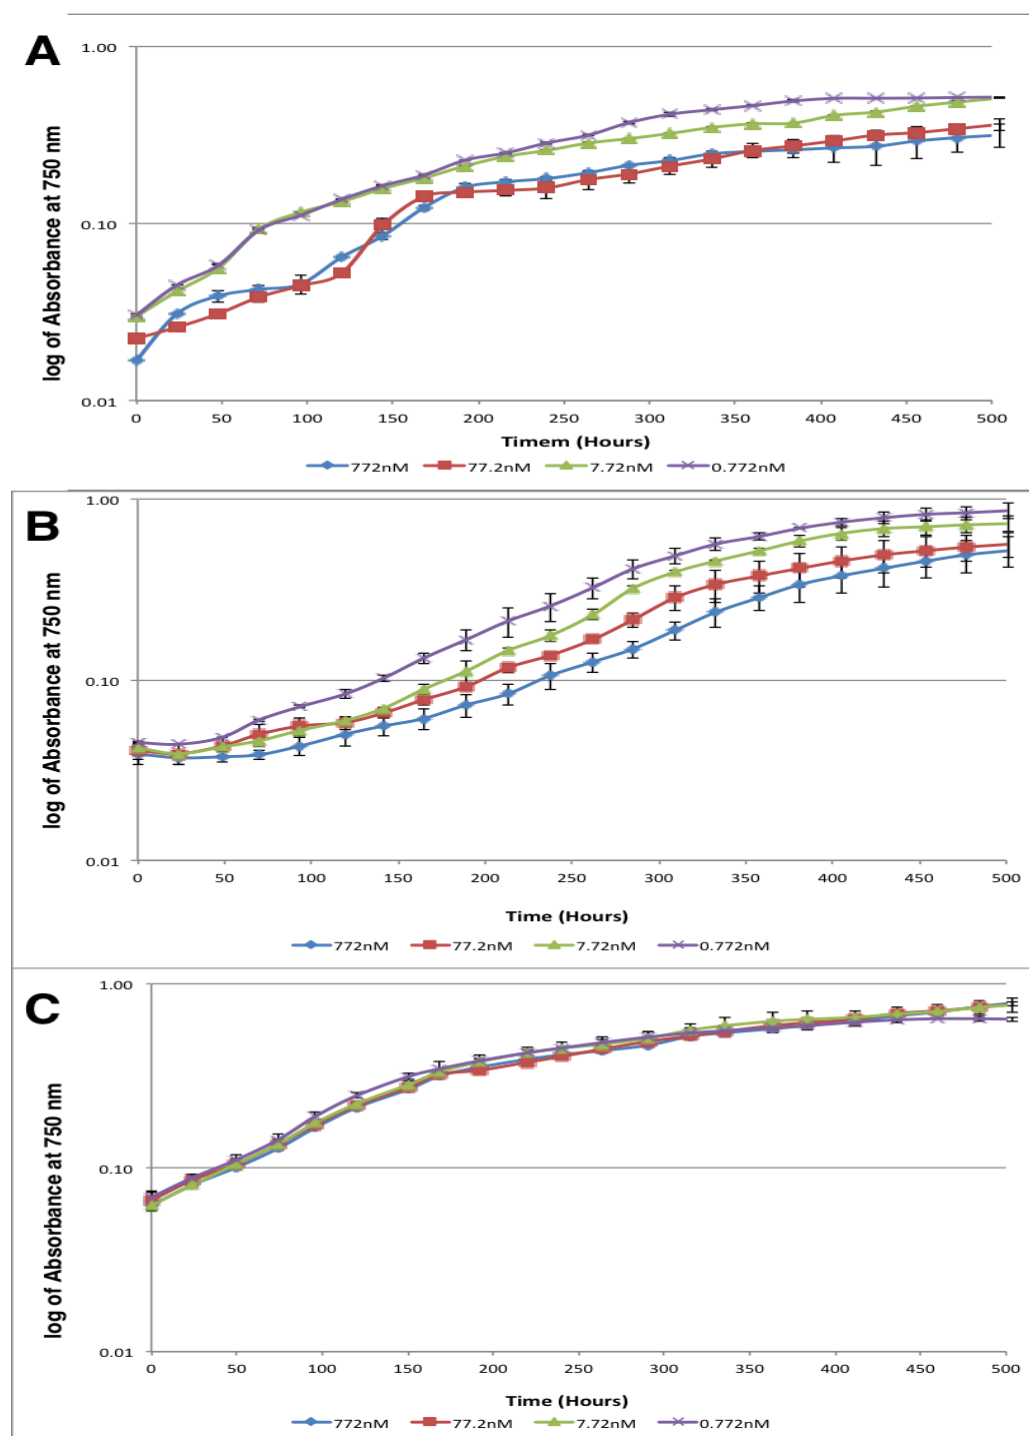 A
log of Absorbance at 750 nm
1.00
0.10
0.01
0 50 100 150 200 250 300 350 400 450 500
Timem (Hours)
772nM 77.2nM 7.72nM 0.772nM
B
log of Absorbance at 750 nm
1.00
0.10
0.01
0 50 100 150 200 250 300 350 400 450 500
Time (Hours)
772nM 77.2nM 7.72nM 0.772nM
C
log of Absorbance at 750 nm
1.00
0.10
0.01
0 50 100 150 200 250 300 350 400 450 500
Time (Hours)
772nM 77.2nM 7.72nM 0.772nM